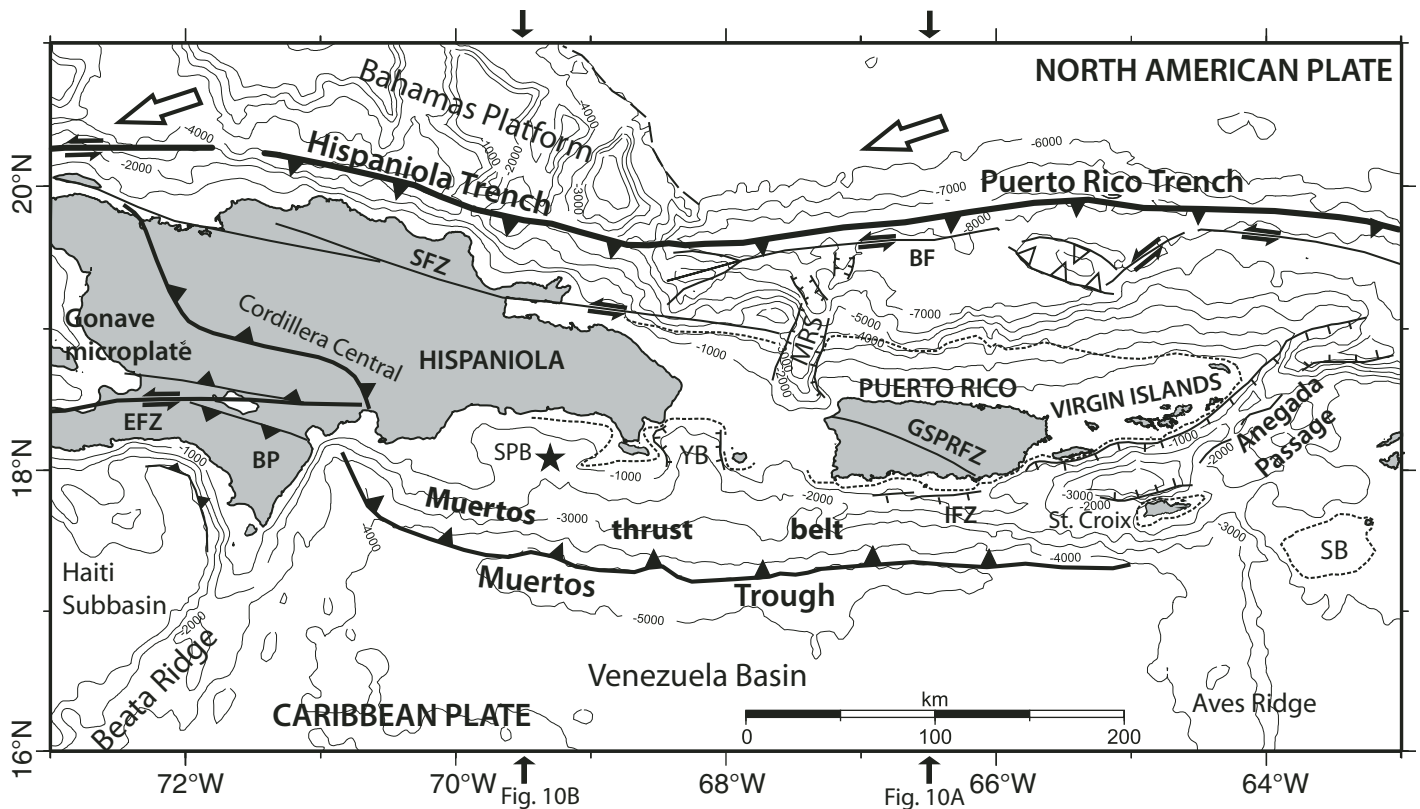 NORTH AMERICAN PLATE
Bahamas Platform
-4000
-6000
-4000
-1000
-2000
-2000
Hispaniola Trench
-3000
-7000
Puerto Rico Trench
20°N
-8000
BF
SFZ
Cordillera Central
-7000
-5000
-4000
MRS
Gonave
microplate
HISPANIOLA
-1000
-2000
PUERTO RICO
VIRGIN ISLANDS
EFZ
GSPRFZ
-1000
Anegada
Passage
-2000
BP
SPB
YB
18°N
-1000
-1000
-2000
-3000
-2000
IFZ
St. Croix
-3000
SB
Muertos
thrust
belt
-3000
-4000
-4000
Haiti
Subbasin
Muertos
Trough
-5000
-2000
Beata Ridge
Venezuela Basin
Aves Ridge
CARIBBEAN PLATE
km
0
100
200
16°N
72°W
70°W
68°W
66°W
64°W
Fig. 10B
Fig. 10A